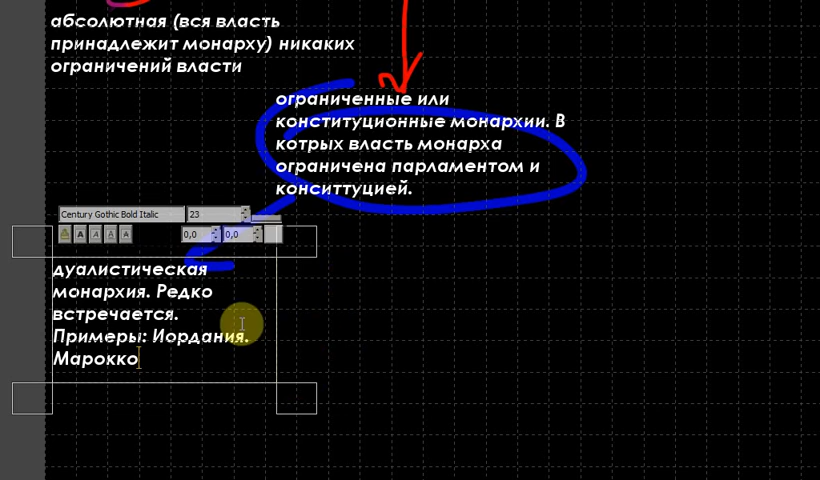 абсолютная (вся власть
принадлежит монарху) никаких
ограничений власти
ограниченные или
конституционные монархии. В
котрых власть монарха
ограничена парламентом и
конситтуцией.
Century Gothic Bold Italic 23
A A A A 0,0 0,0
дуалистическая
монархия. Редко
встречается.
Примеры: Иордания.
Марокко